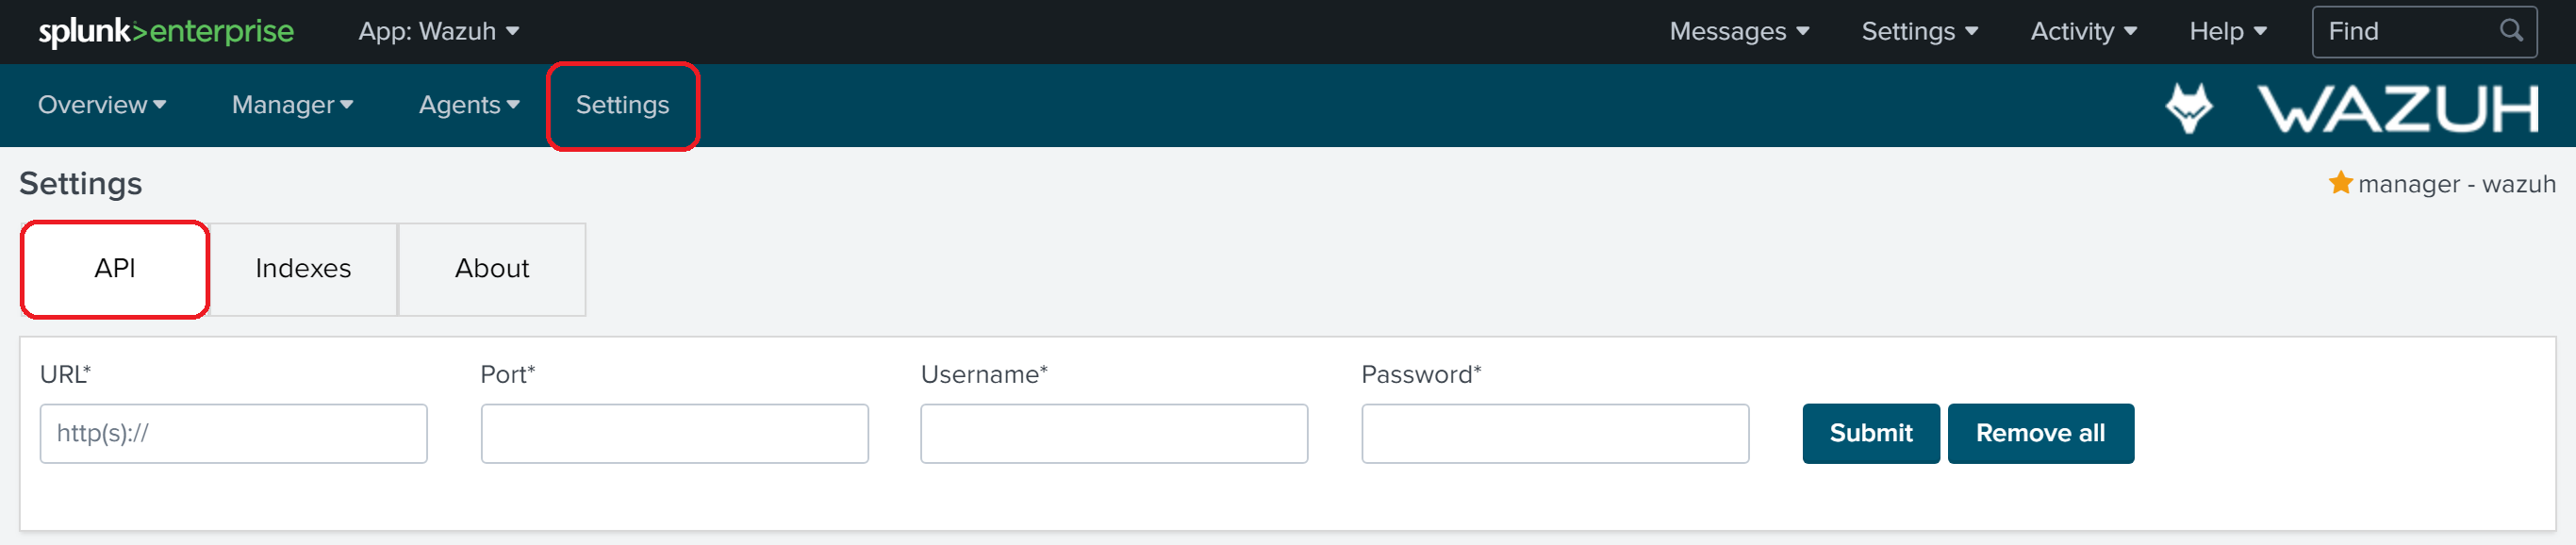 splunk>enterprise App: Wazuh Messages Settings Activity Help Find
Overview Manager Agents Settings WAZUH
Settings manager - wazuh
API Indexes About
URL* Port* Username* Password*
http(s):// Submit Remove all